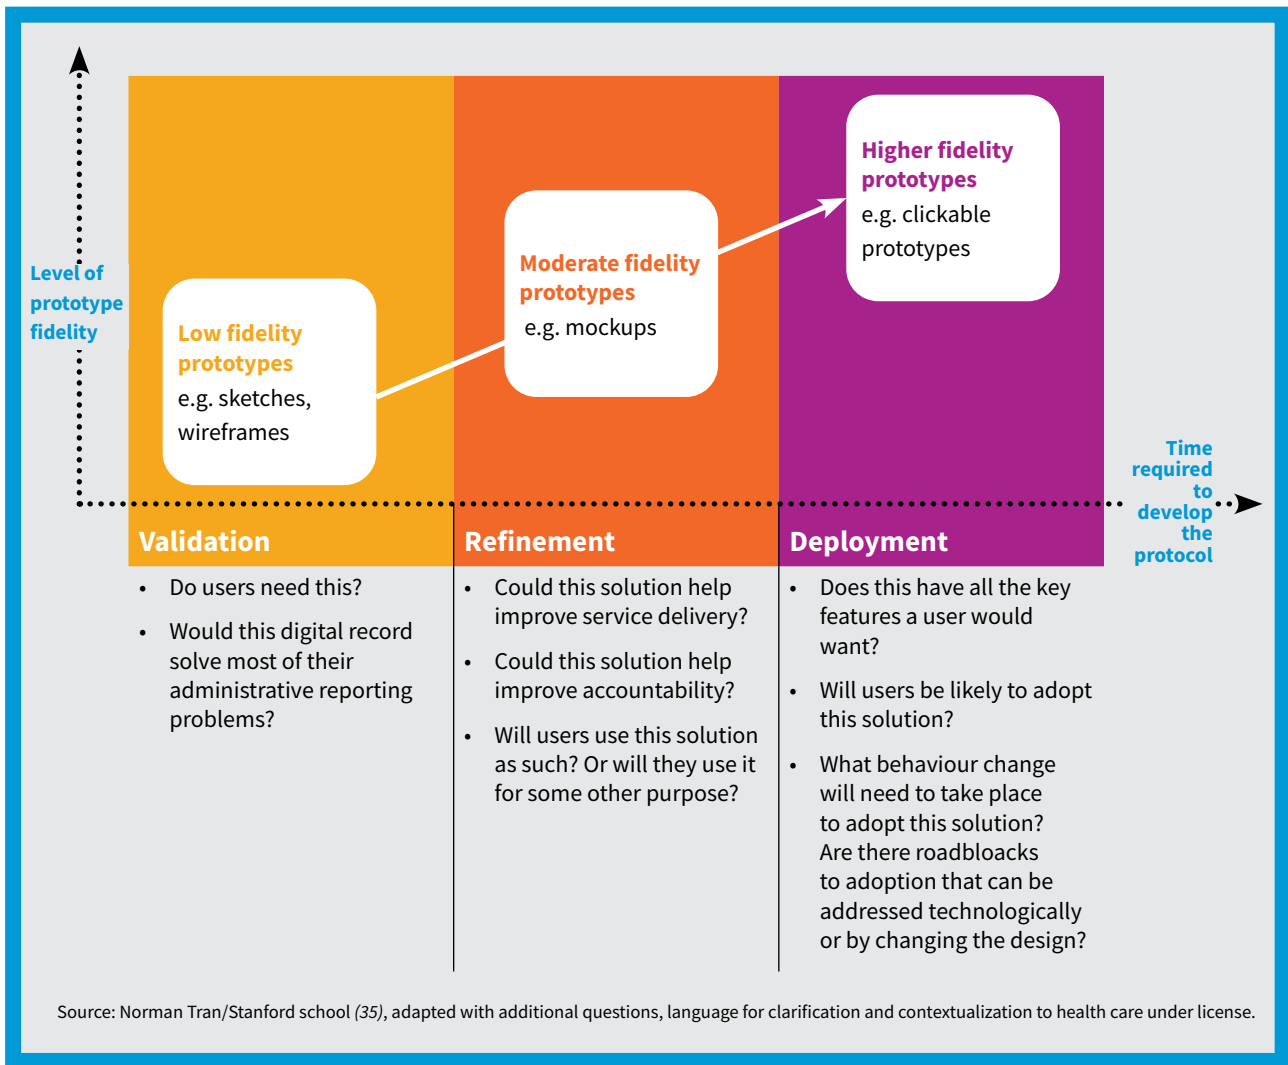 Level of
prototype
fidelity
Low fidelity
prototypes
e.g. sketches,
wireframes
Moderate fidelity
prototypes
e.g. mockups
Higher fidelity
prototypes
e.g. clickable
prototypes
Time
required
to
develop
the
protocol
Validation
• Do users need this?
• Would this digital record
solve most of their
administrative reporting
problems?
Refinement
• Could this solution help
improve service delivery?
• Could this solution help
improve accountability?
• Will users use this solution
as such? Or will they use it
for some other purpose?
Deployment
• Does this have all the key
features a user would
want?
• Will users be likely to adopt
this solution?
• What behaviour change
will need to take place
to adopt this solution?
Are there roadbloacks
to adoption that can be
addressed technologically
or by changing the design?
Source: Norman Tran/Stanford school (35), adapted with additional questions, language for clarification and contextualization to health care under license.